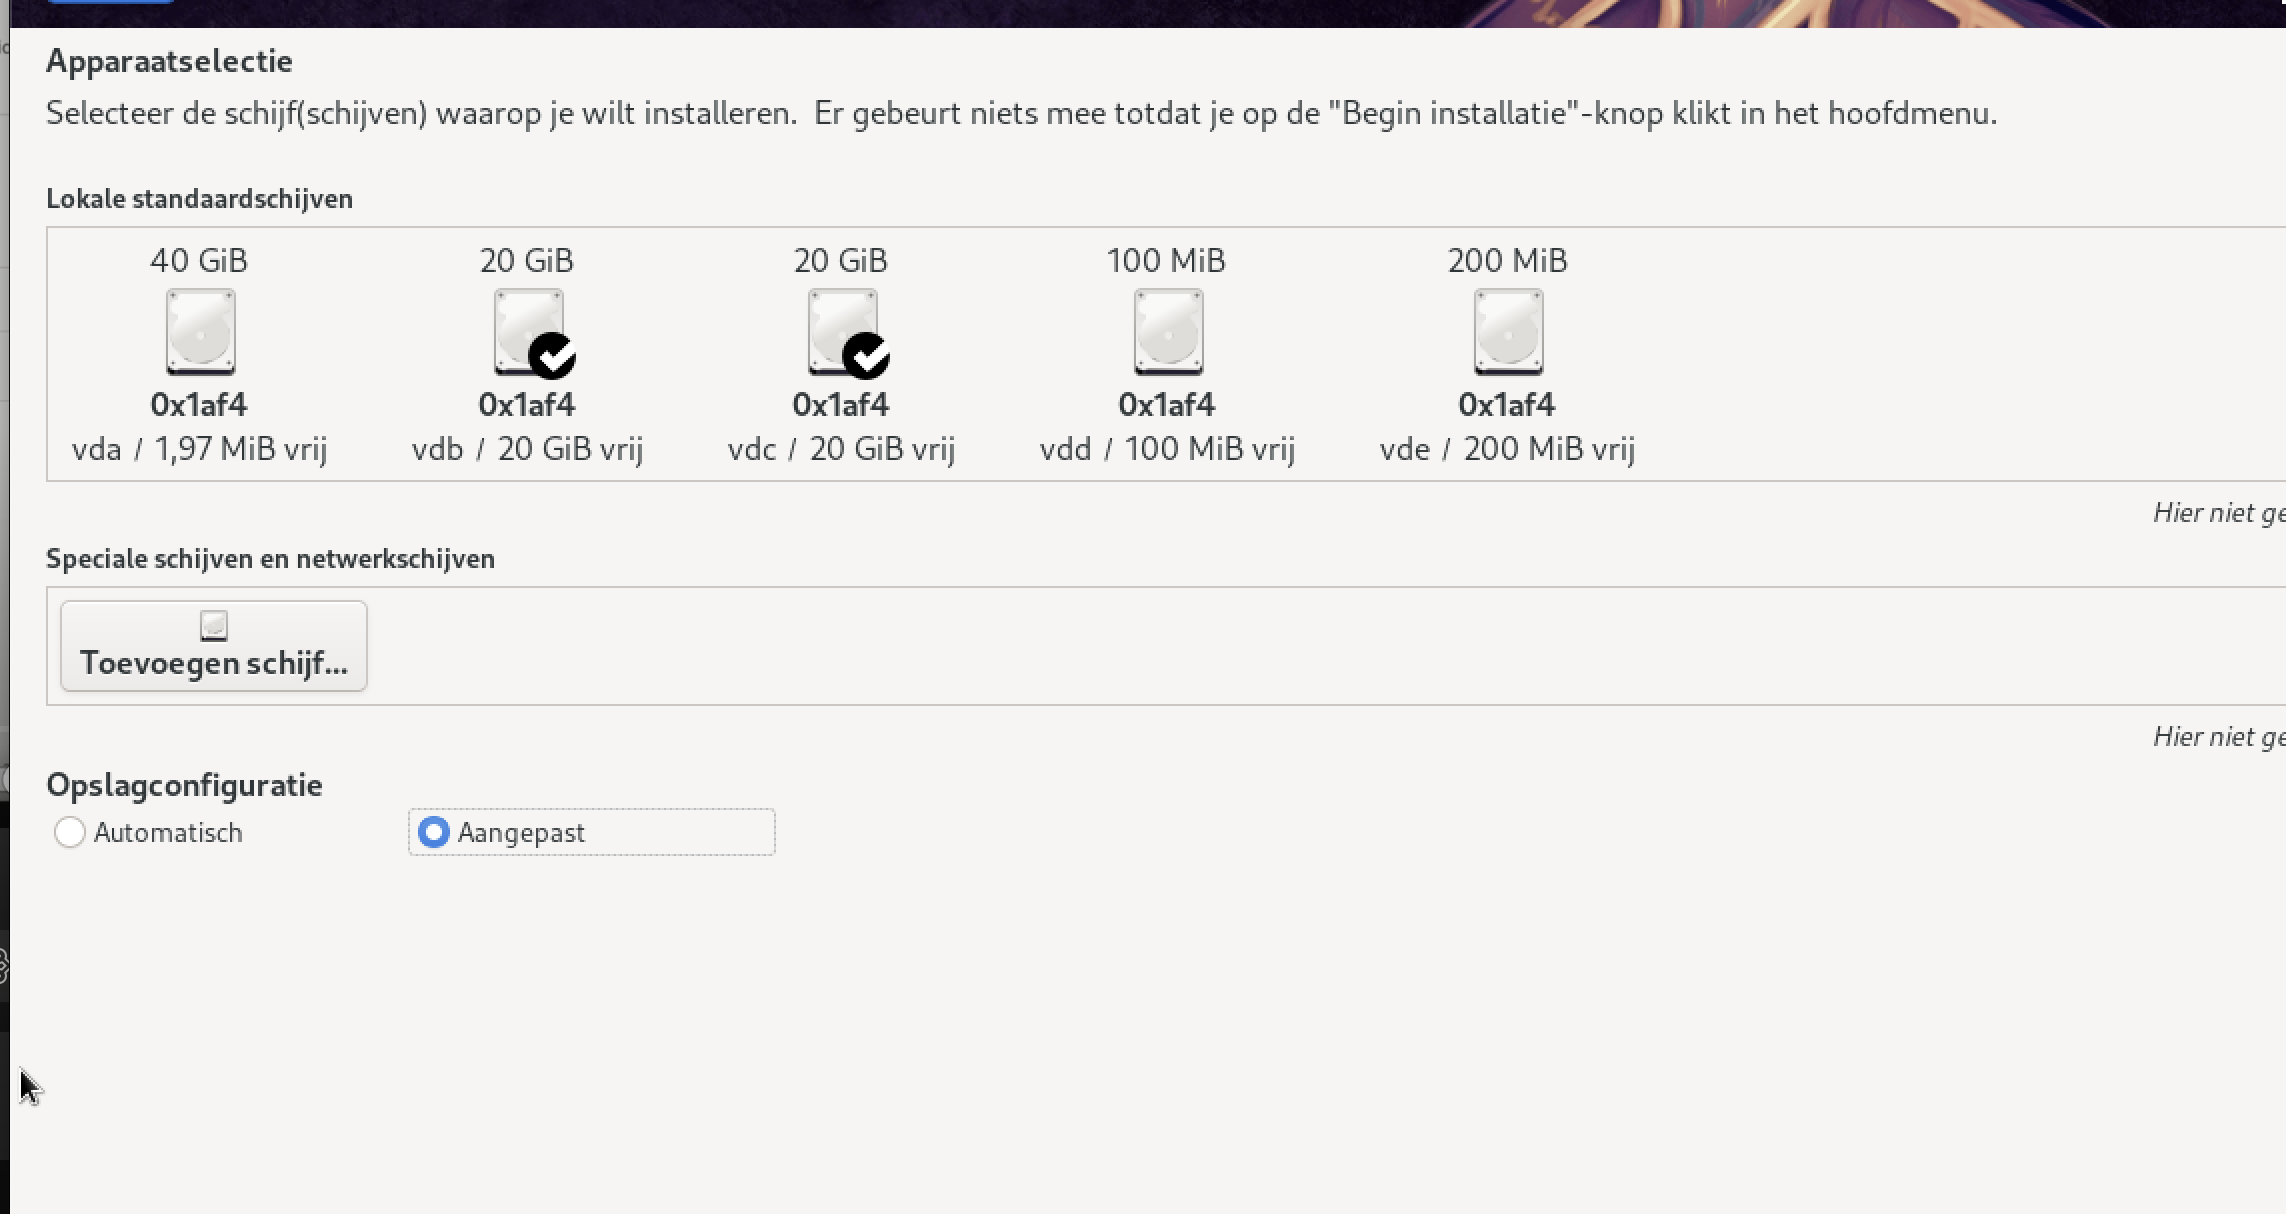 Apparaatselectie
Selecteer de schijf(schijven) waarop je wilt installeren.  Er gebeurt niets mee totdat je op de "Begin installatie"-knop klikt in het hoofdmenu.
Lokale standaardschijven
40 GiB
0x1af4
vda / 1,97 MiB vrij
20 GiB
0x1af4
vdb / 20 GiB vrij
20 GiB
0x1af4
vdc / 20 GiB vrij
100 MiB
0x1af4
vdd / 100 MiB vrij
200 MiB
0x1af4
vde / 200 MiB vrij
Hier niet ge
Speciale schijven en netwerkschijven
Toevoegen schijf...
Hier niet ge
Opslagconfiguratie
Automatisch
Aangepast